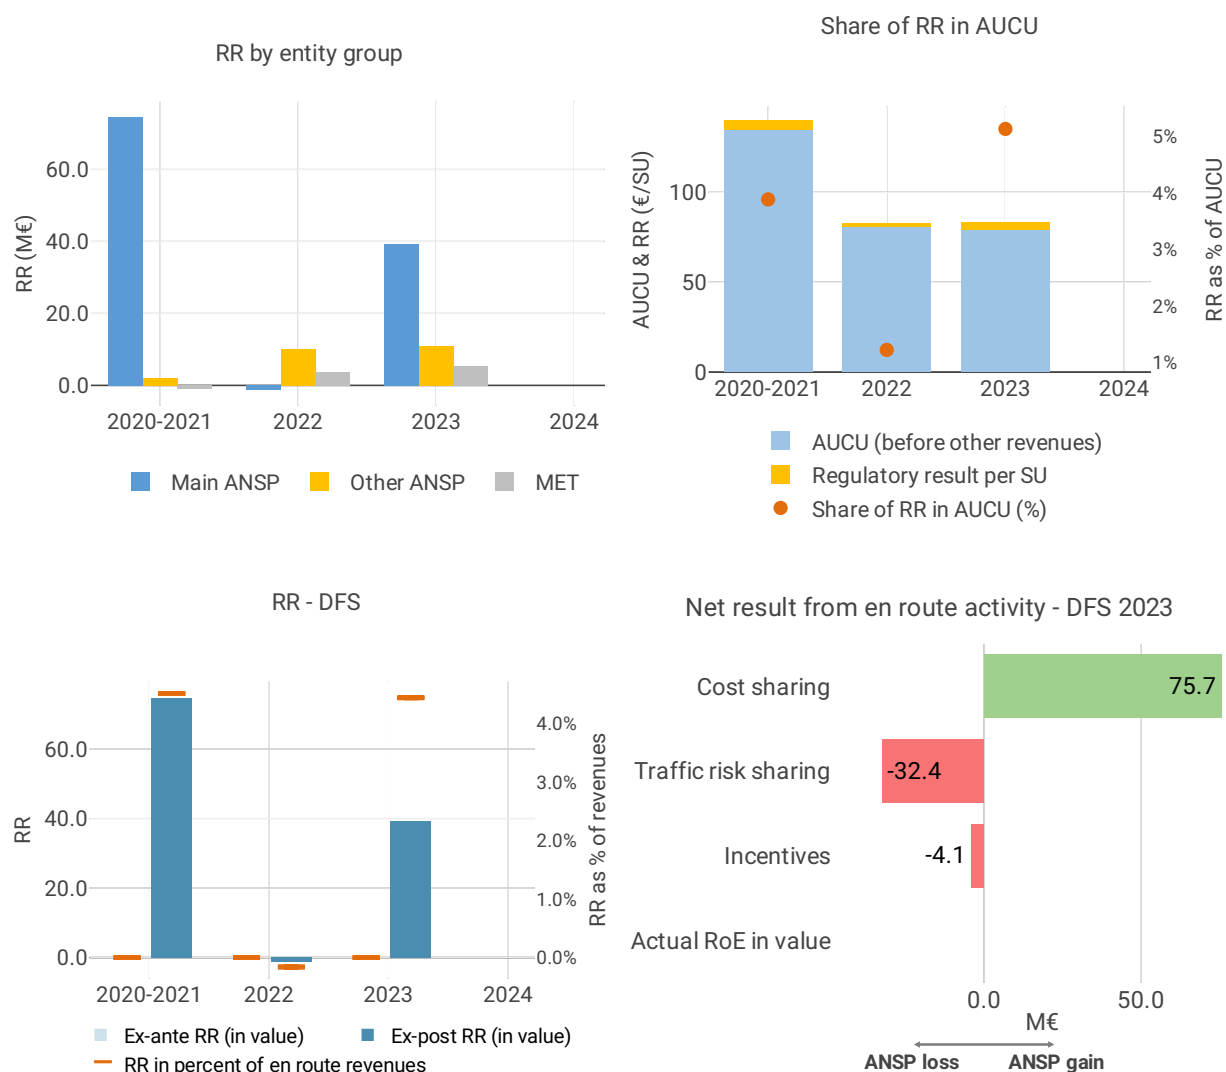 RR by entity group
RR (M€)
60.0
40.0
20.0
0.0
2020-2021
2022
2023
2024
Main ANSP
Other ANSP
MET
Share of RR in AUCU
AUCU & RR (€/SU)
100
50
0
5%
4%
3%
2%
1%
RR as % of AUCU
2020-2021
2022
2023
2024
AUCU (before other revenues)
Regulatory result per SU
Share of RR in AUCU (%)
RR - DFS
RR
60.0
40.0
20.0
0.0
4.0%
3.0%
2.0%
1.0%
0.0%
RR as % of revenues
2020-2021
2022
2023
2024
Ex-ante RR (in value)
Ex-post RR (in value)
RR in percent of en route revenues
Net result from en route activity - DFS 2023
Cost sharing
75.7
Traffic risk sharing
-32.4
Incentives
-4.1
Actual RoE in value
0.0
50.0
M€
ANSP loss
ANSP gain